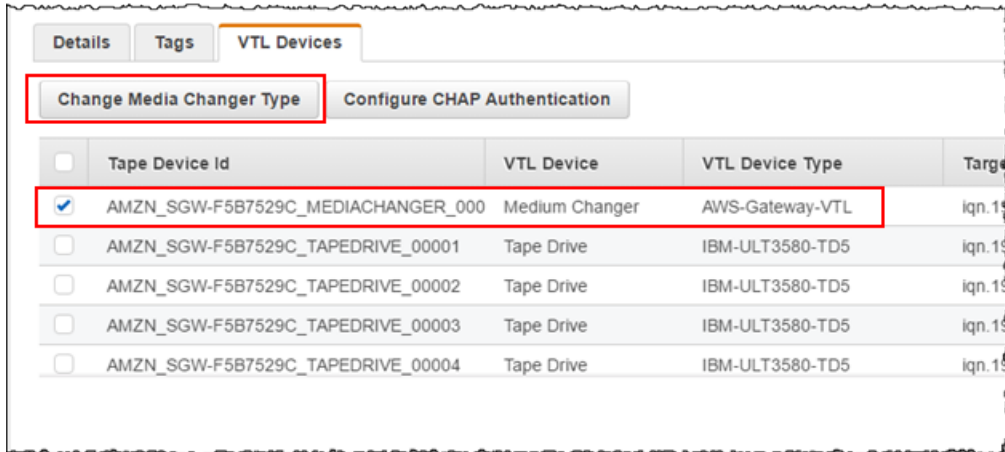 Details Tags VTL Devices
Change Media Changer Type Configure CHAP Authentication
Tape Device Id VTL Device VTL Device Type
AMZN_SGW-F5B7529C_MEDIACHANGER_000 Medium Changer AWS-Gateway-VTL
AMZN_SGW-F5B7529C_TAPEDRIVE_00001 Tape Drive IBM-ULT3580-TD5
AMZN_SGW-F5B7529C_TAPEDRIVE_00002 Tape Drive IBM-ULT3580-TD5
AMZN_SGW-F5B7529C_TAPEDRIVE_00003 Tape Drive IBM-ULT3580-TD5
AMZN_SGW-F5B7529C_TAPEDRIVE_00004 Tape Drive IBM-ULT3580-TD5